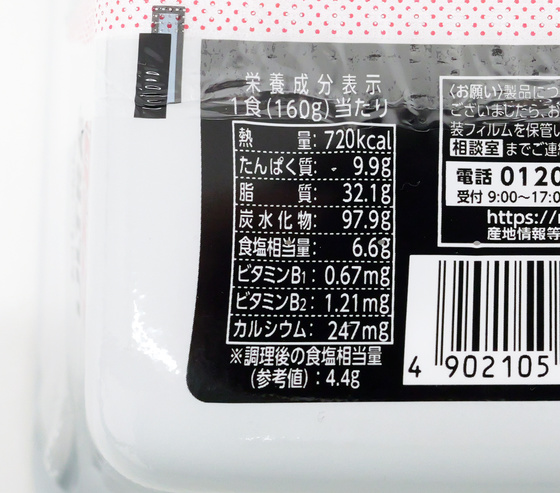 栄養成分表示
1食(160g)当たり
熱量: 720kcal
たんぱく質: 9.9g
脂質: 32.1g
炭水化物: 97.9g
食塩相当量: 6.6g
ビタミンB1: 0.67mg
ビタミンB2: 1.21mg
カルシウム: 247mg
※調理後の食塩相当量
(参考値): 4.4g
〈お願い〉製品につ
ございましたら、お
装フィルムを保管い
相談室までご連
電話 0120
受付 9:00〜17:0
https://
産地情報等
4 902105